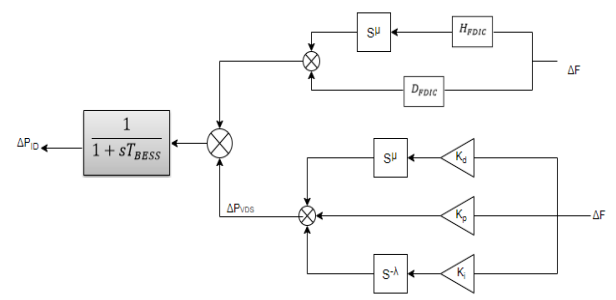 S^μ
H_FDIC
ΔF
D_FDIC
1
1 + sT_BESS
ΔP_ID
S^μ
K_d
ΔP_VDS
K_p
ΔF
S^-λ
K_i